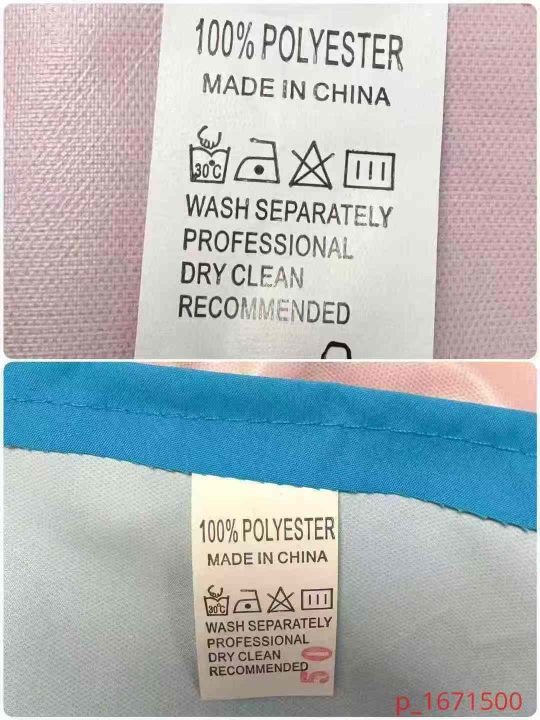 100% POLYESTER
MADE IN CHINA
30°C
WASH SEPARATELY
PROFESSIONAL
DRY CLEAN
RECOMMENDED
100% POLYESTER
MADE IN CHINA
30°C
WASH SEPARATELY
PROFESSIONAL
DRY CLEAN
RECOMMENDED
50
p_1671500